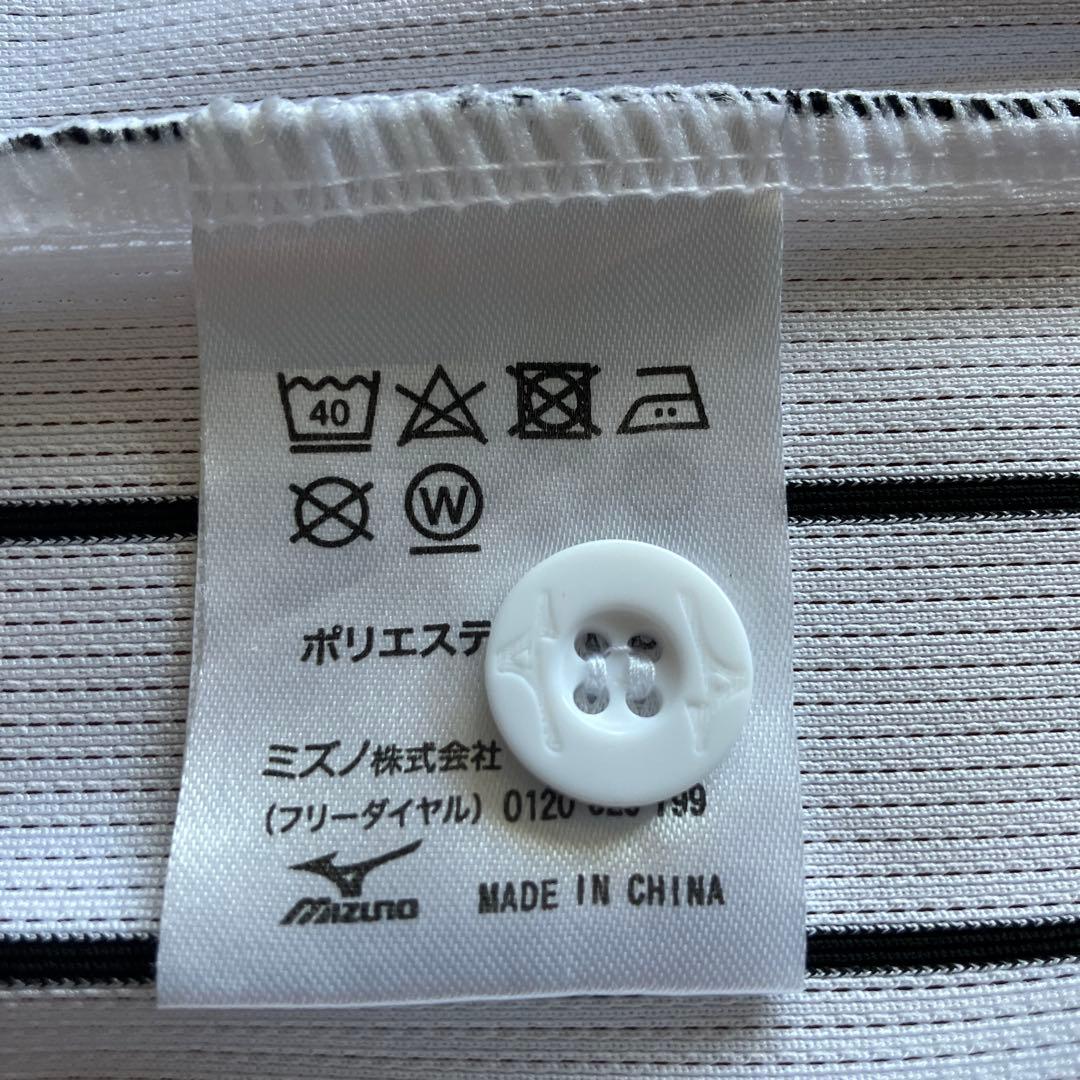 40
W
ポリエステ
ミズノ株式会社
(フリーダイヤル) 0120
MIZUNO
MADE IN CHINA